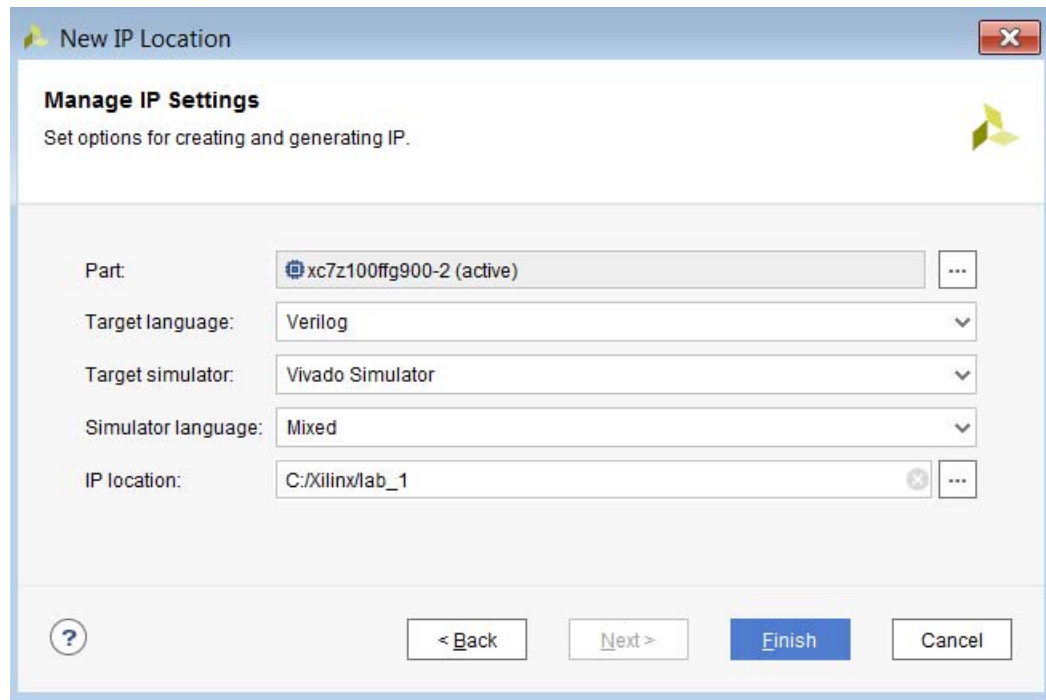 New IP Location
Manage IP Settings
Set options for creating and generating IP.
Part: xc7z100ffg900-2 (active) ...
Target language: Verilog
Target simulator: Vivado Simulator
Simulator language: Mixed
IP location: C:/Xilinx/lab_1 ...
? < Back Next > Finish Cancel